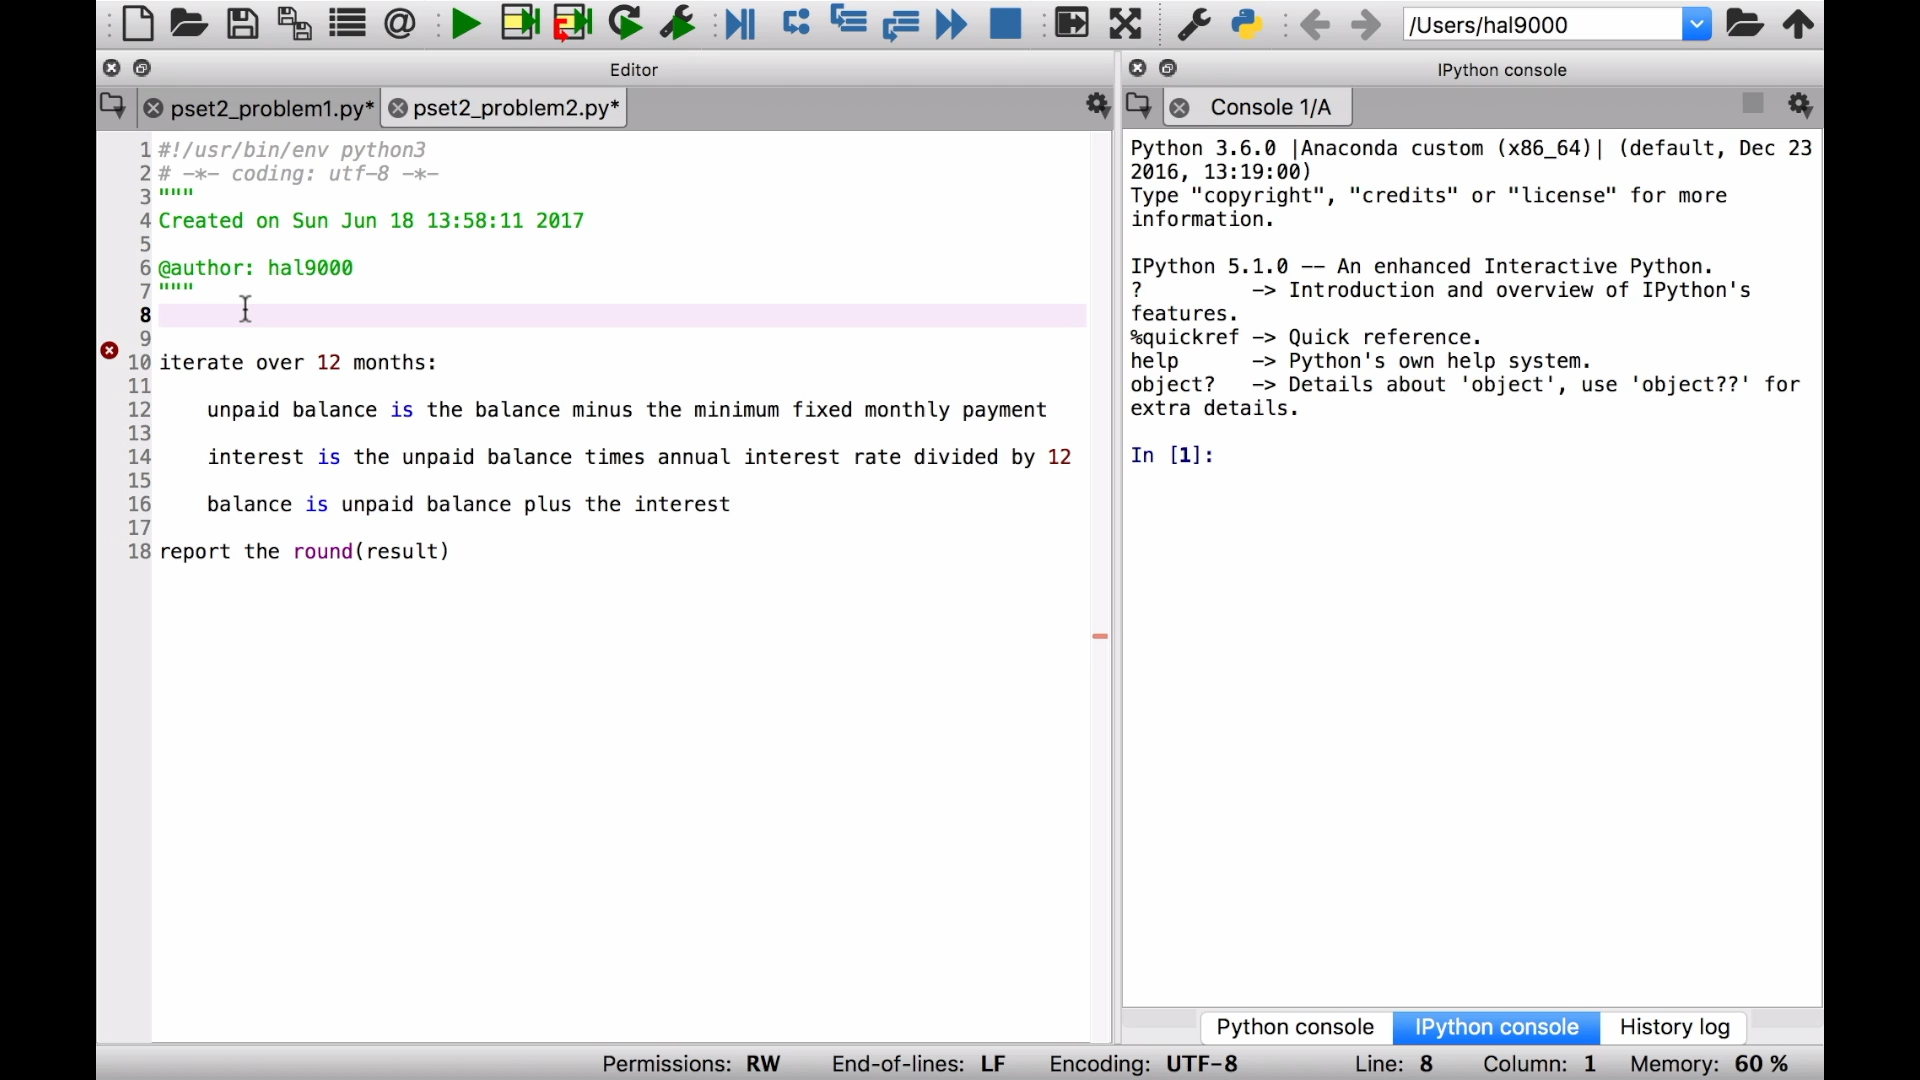 /Users/hal9000
Editor
IPython console
pset2_problem1.py*
pset2_problem2.py*
Console 1/A
1 #!/usr/bin/env python3
2 # -*- coding: utf-8 -*-
3 """
4 Created on Sun Jun 18 13:58:11 2017
5
6 @author: hal9000
7 """
8
9
10 iterate over 12 months:
11
12 unpaid balance is the balance minus the minimum fixed monthly payment
13
14 interest is the unpaid balance times annual interest rate divided by 12
15
16 balance is unpaid balance plus the interest
17
18 report the round(result)
Python 3.6.0 |Anaconda custom (x86_64)| (default, Dec 23
2016, 13:19:00)
Type "copyright", "credits" or "license" for more
information.
IPython 5.1.0 -- An enhanced Interactive Python.
? -> Introduction and overview of IPython's
features.
%quickref -> Quick reference.
help -> Python's own help system.
object? -> Details about 'object', use 'object??' for
extra details.
In [1]:
Python console
IPython console
History log
Permissions: RW End-of-lines: LF Encoding: UTF-8 Line: 8 Column: 1 Memory: 60 %